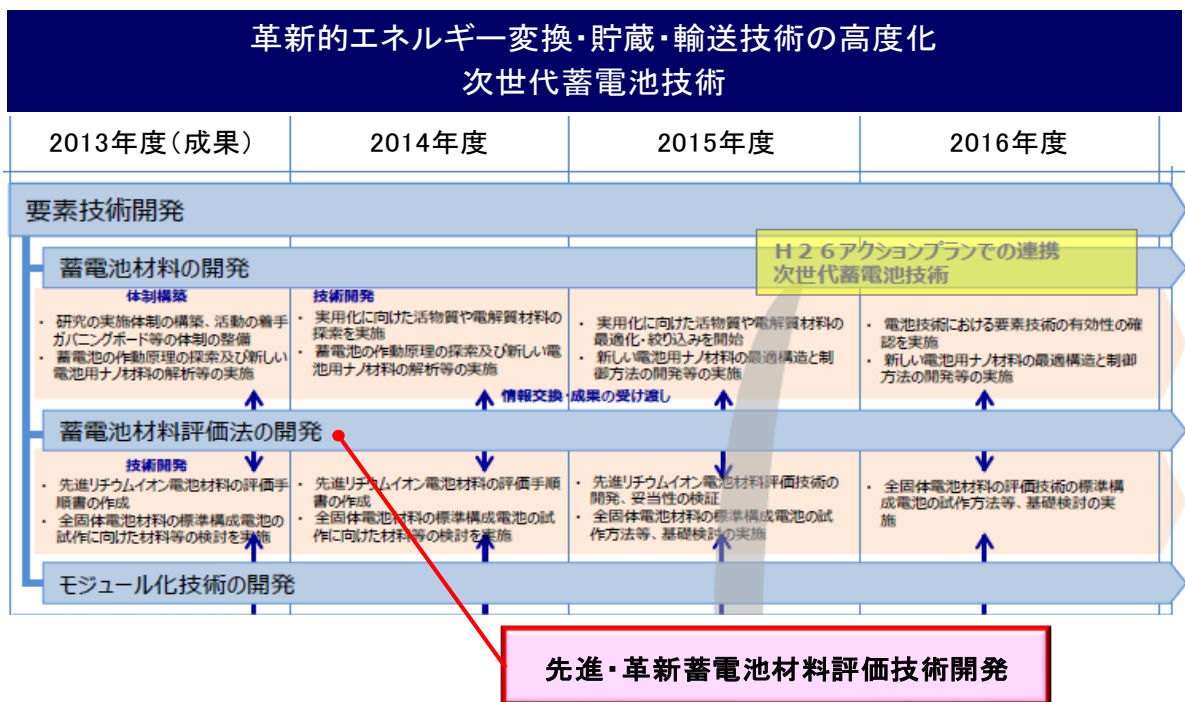 革新的エネルギー変換・貯蔵・輸送技術の高度化
次世代蓄電池技術
2013年度(成果)
2014年度
2015年度
2016年度
要素技術開発
H26アクションプランでの連携
次世代蓄電池技術
蓄電池材料の開発
体制構築
・ 研究の実施体制の構築、活動の着手
ガバニングボード等の体制の整備
・ 蓄電池の作動原理の探索及び新しい
電池用ナノ材料の解析等の実施
技術開発
・ 実用化に向けた活物質や電解質材料の
探索を実施
・ 蓄電池の作動原理の探索及び新しい電
池用ナノ材料の解析等の実施
・ 実用化に向けた活物質や電解質材料の
最適化・絞り込みを開始
・ 新しい電池用ナノ材料の最適構造と制
御方法の開発等の実施
・ 電池技術における要素技術の有効性の確
認を実施
・ 新しい電池用ナノ材料の最適構造と制御
方法の開発等の実施
情報交換・成果の受け渡し
蓄電池材料評価法の開発
技術開発
・ 先進リチウムイオン電池材料の評価手
順書の作成
・ 全固体電池材料の標準構成電池の
試作に向けた材料等の検討を実施
・ 先進リチウムイオン電池材料の評価手順
書の作成
・ 全固体電池材料の標準構成電池の試
作に向けた材料等の検討を実施
・ 先進リチウムイオン電池材料評価技術の
開発、妥当性の検証
・ 全固体電池材料の標準構成電池の試
作方法等、基礎検討の実施
・ 全固体電池材料の評価技術の標準構
成電池の試作方法等、基礎検討の実
施
モジュール化技術の開発
先進・革新蓄電池材料評価技術開発